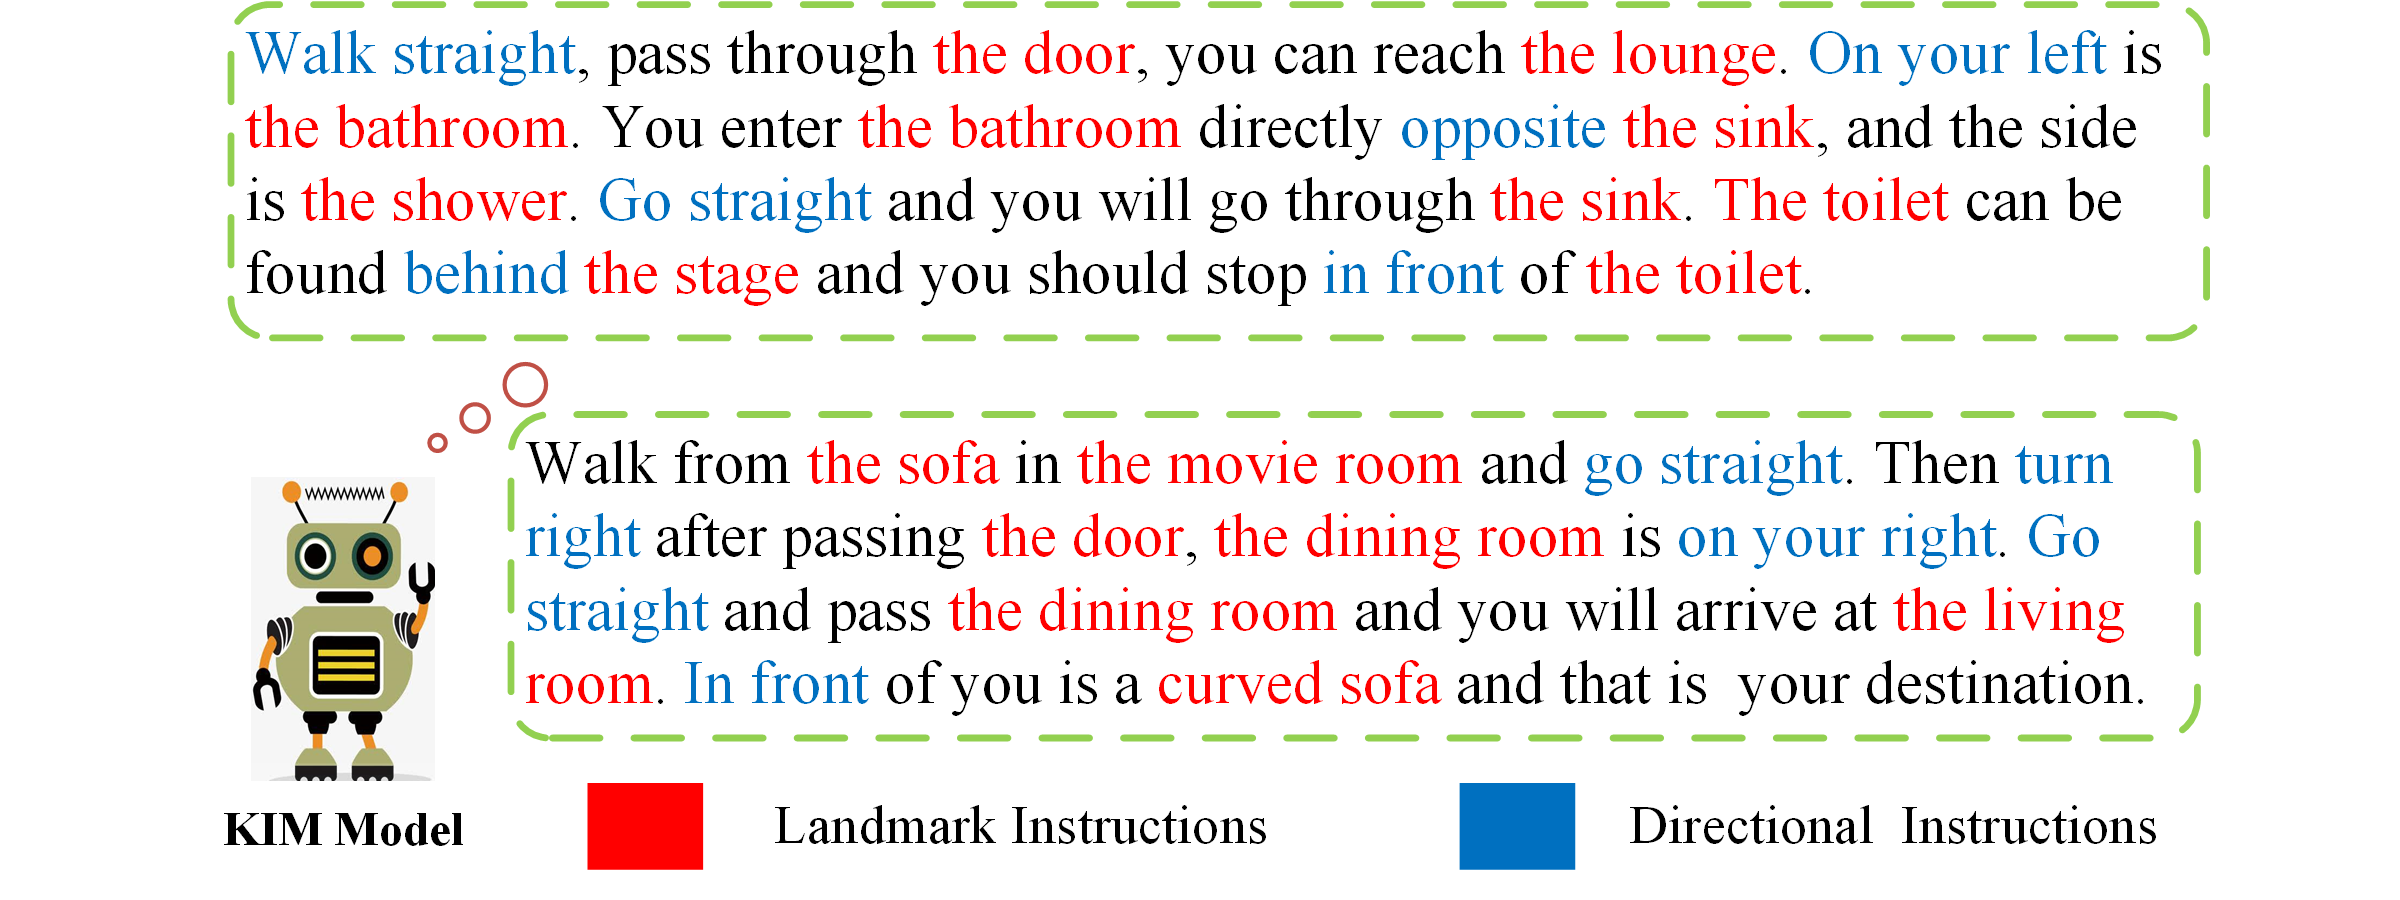 Walk straight, pass through the door, you can reach the lounge. On your left is
the bathroom. You enter the bathroom directly opposite the sink, and the side
is the shower. Go straight and you will go through the sink. The toilet can be
found behind the stage and you should stop in front of the toilet.
Walk from the sofa in the movie room and go straight. Then turn
right after passing the door, the dining room is on your right. Go
straight and pass the dining room and you will arrive at the living
room. In front of you is a curved sofa and that is your destination.
KIM Model
Landmark Instructions
Directional Instructions